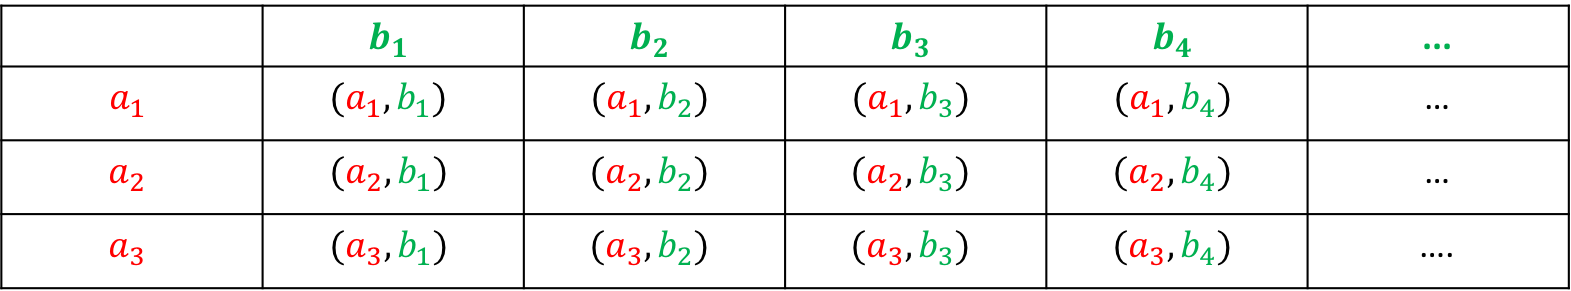 b₁ b₂ b₃ b₄ ...
a₁ (a₁, b₁) (a₁, b₂) (a₁, b₃) (a₁, b₄) ...
a₂ (a₂, b₁) (a₂, b₂) (a₂, b₃) (a₂, b₄) ...
a₃ (a₃, b₁) (a₃, b₂) (a₃, b₃) (a₃, b₄) ....